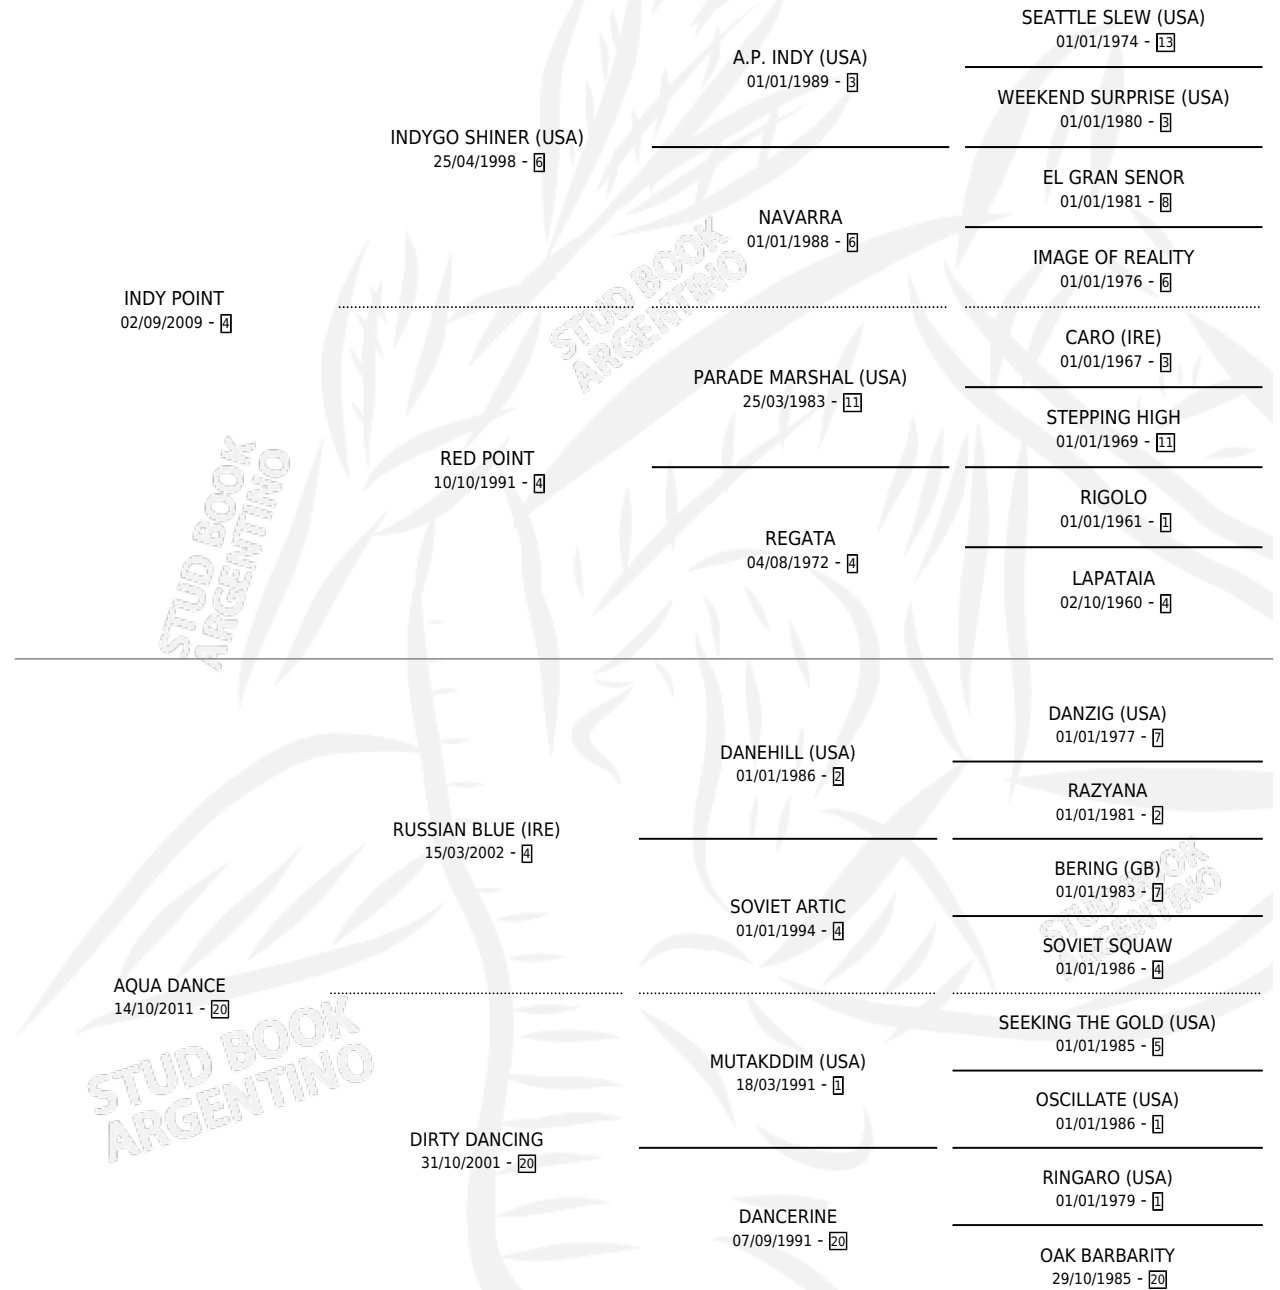 SEATTLE SLEW (USA)
01/01/1974 - 13
A.P. INDY (USA)
01/01/1989 - 3
WEEKEND SURPRISE (USA)
01/01/1980 - 3
INDYGO SHINER (USA)
25/04/1998 - 6
EL GRAN SENOR
01/01/1981 - 8
NAVARRA
01/01/1988 - 6
IMAGE OF REALITY
01/01/1976 - 6
INDY POINT
02/09/2009 - 4
CARO (IRE)
01/01/1967 - 3
PARADE MARSHAL (USA)
25/03/1983 - 11
STEPPING HIGH
01/01/1969 - 11
RED POINT
10/10/1991 - 4
RIGOLO
01/01/1961 - 1
REGATA
04/08/1972 - 4
LAPATAIA
02/10/1960 - 4
DANZIG (USA)
01/01/1977 - 7
DANEHILL (USA)
01/01/1986 - 2
RAZYANA
01/01/1981 - 2
RUSSIAN BLUE (IRE)
15/03/2002 - 4
BERING (GB)
01/01/1983 - 7
SOVIET ARTIC
01/01/1994 - 4
SOVIET SQUAW
01/01/1986 - 4
AQUA DANCE
14/10/2011 - 20
SEEKING THE GOLD (USA)
01/01/1985 - 5
MUTAKDDIM (USA)
18/03/1991 - 1
OSCILLATE (USA)
01/01/1986 - 1
DIRTY DANCING
31/10/2001 - 20
RINGARO (USA)
01/01/1979 - 1
DANCERINE
07/09/1991 - 20
OAK BARBARITY
29/10/1985 - 20
STUD BOOK
ARGENTINO
STUD BOOK
ARGENTINO
STUD BOOK
ARGENTINO
STUD BOOK
ARGENTINO